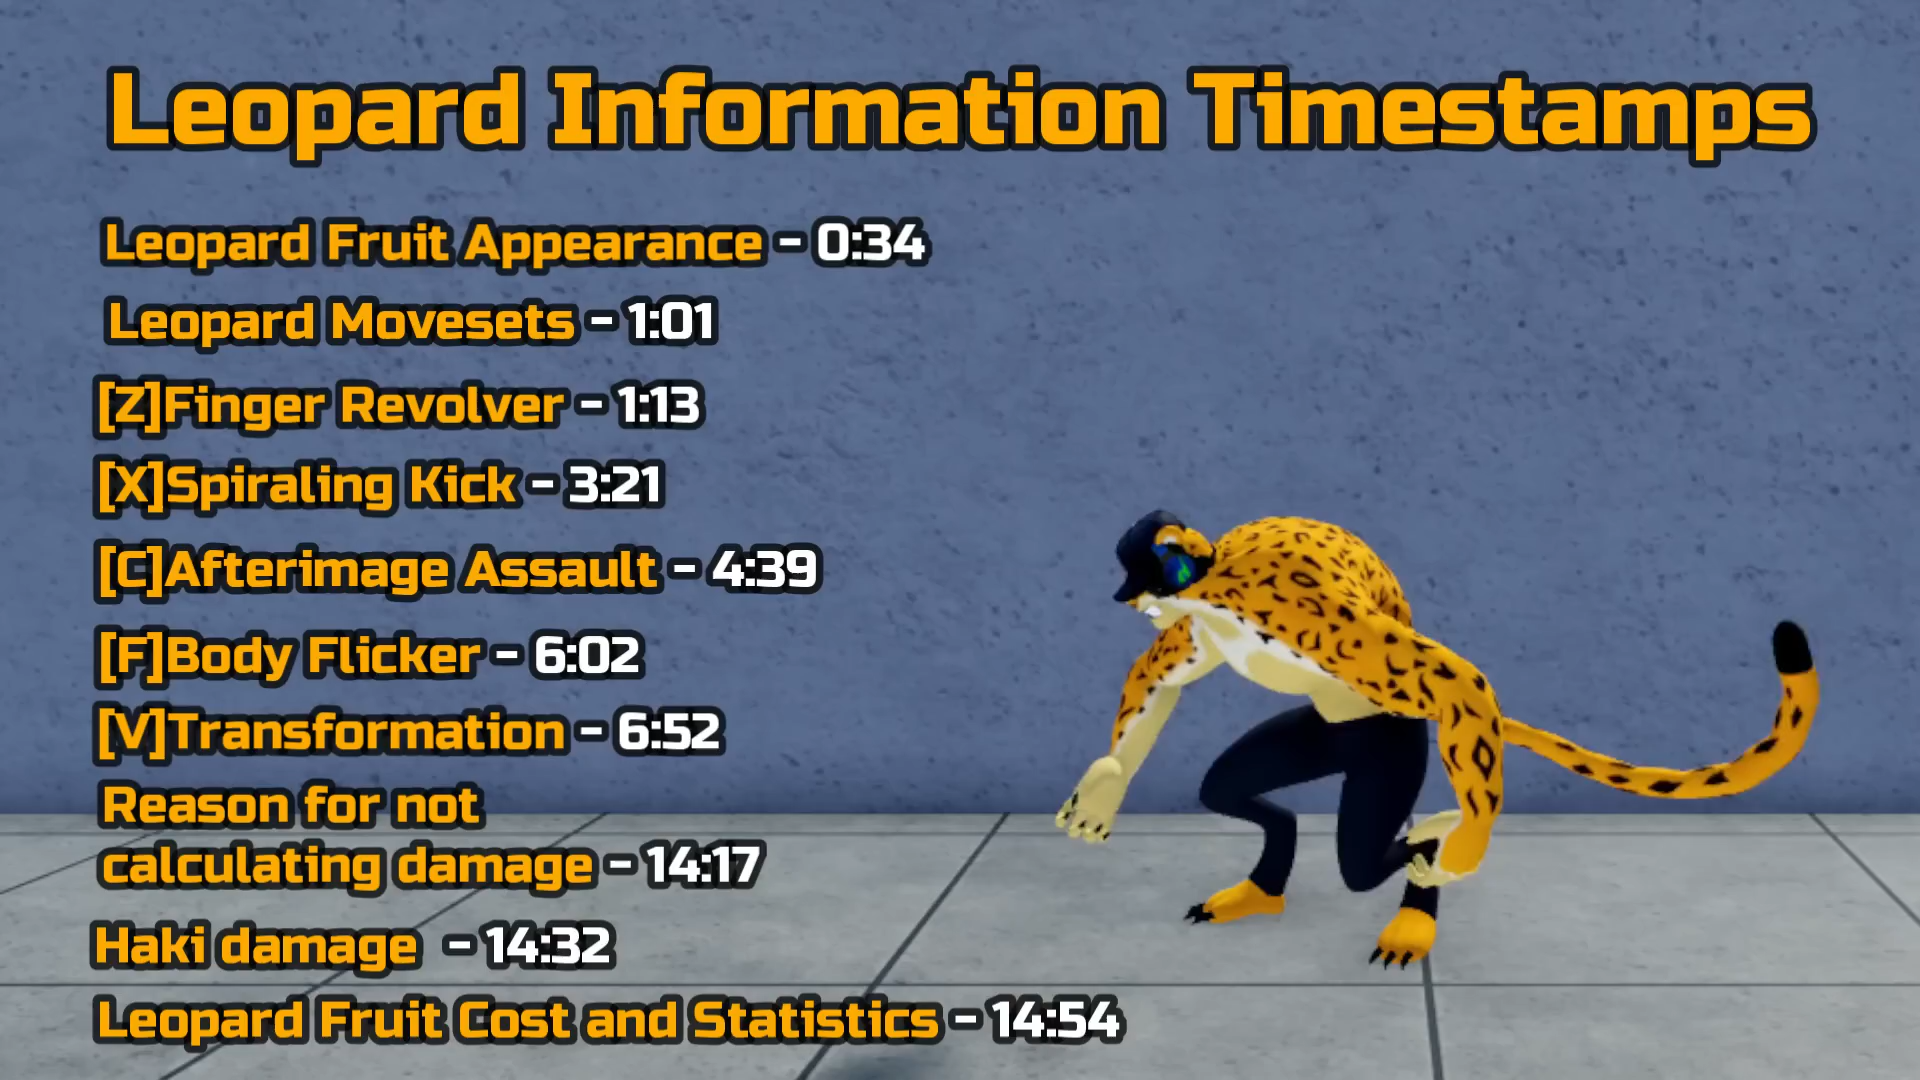 Leopard Information Timestamps
Leopard Fruit Appearance - 0:34
Leopard Movesets - 1:01
[Z]Finger Revolver - 1:13
[X]Spiraling Kick - 3:21
[C]Afterimage Assault - 4:39
[F]Body Flicker - 6:02
[V]Transformation - 6:52
Reason for not
calculating damage - 14:17
Haki damage - 14:32
Leopard Fruit Cost and Statistics - 14:54